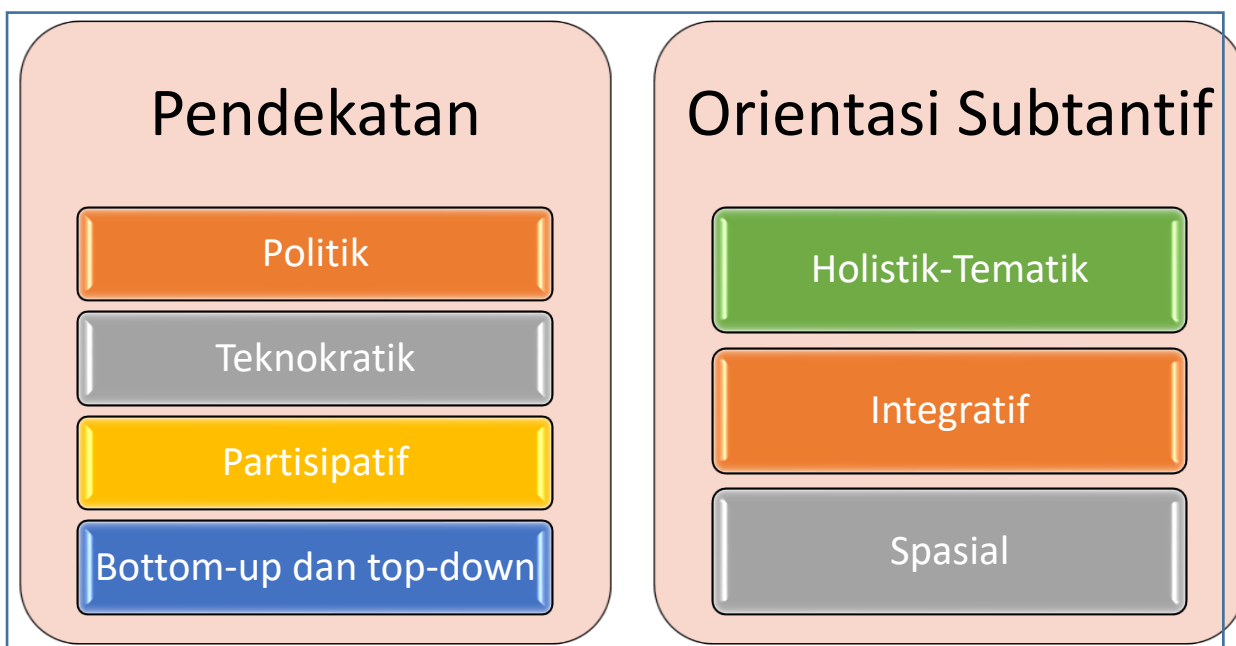 Pendekatan
Politik
Teknokratik
Partisipatif
Bottom-up dan top-down
Orientasi Subtantif
Holistik-Tematik
Integratif
Spasial